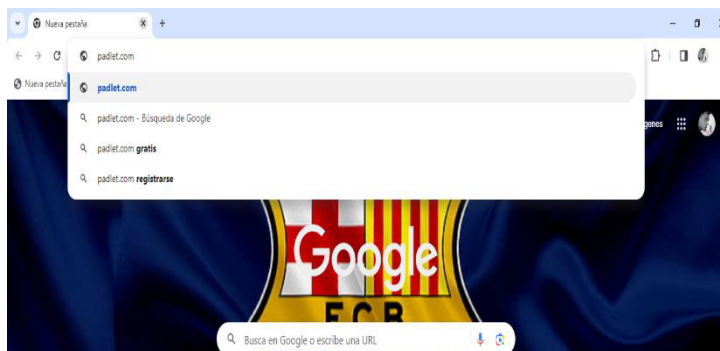 Nueva pestaña
padlet.com
Nueva pestaña
padlet.com
padlet.com - Búsqueda de Google
padlet.com gratis
padlet.com registrarse
Google
FCB
Busca en Google o escribe una URL